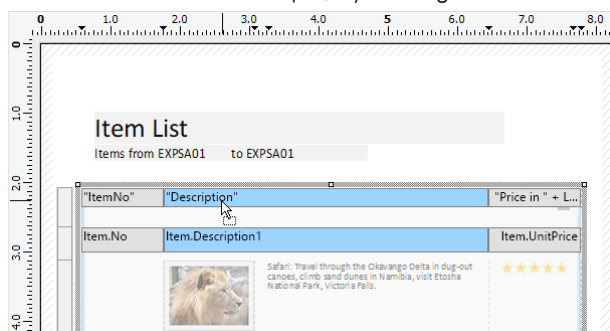 0 1.0 2.0 3.0 4.0 5.0 6.0 7.0 8.0
0
1.0
Item List
Items from EXPSA01 to EXPSA01
2.0
"ItemNo" "Description" "Price in " + L...
Item.No Item.Description1 Item.UnitPrice
3.0
Safari: Travel through the Okavango Delta in dug-out
canoes, climb sand dunes in Namibia, visit Etosha
National Park, Victoria Falls.
4.0